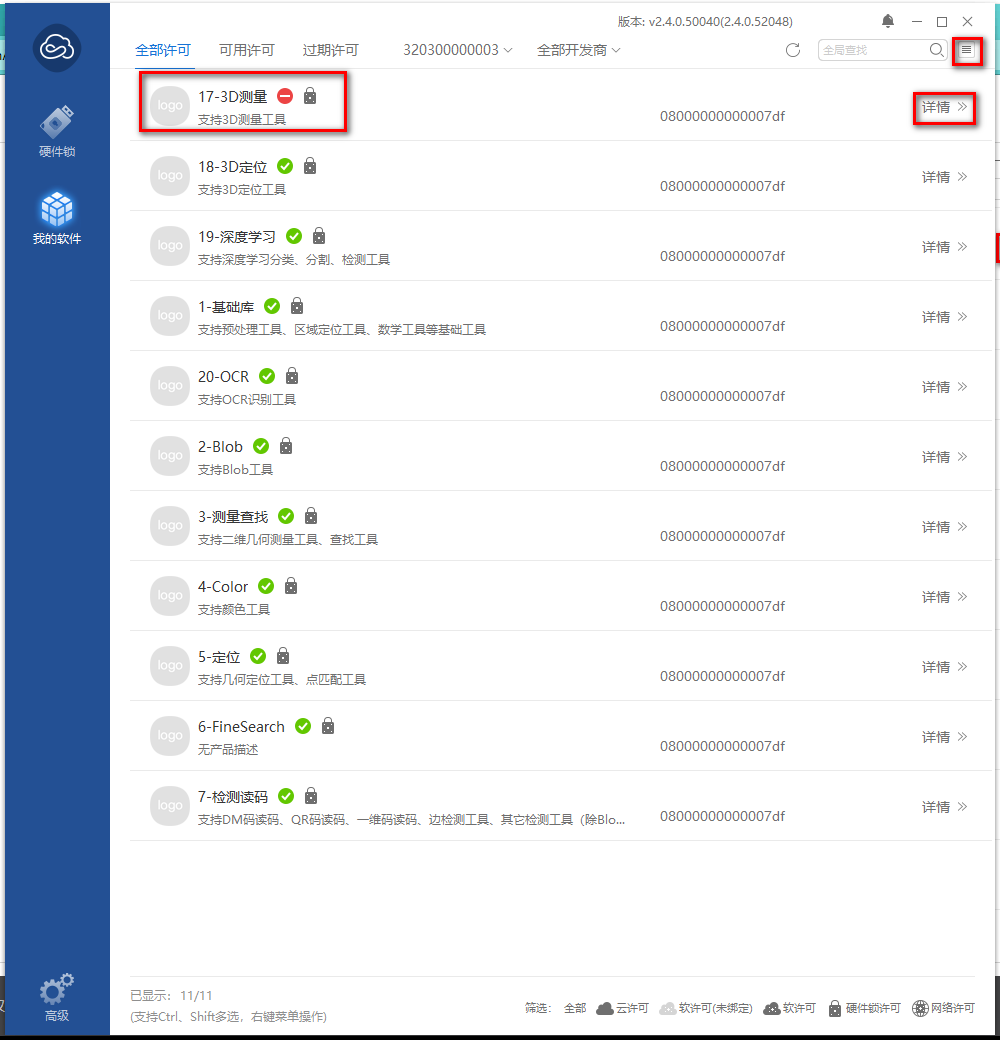 版本: v2.4.0.50040(2.4.0.52048)
全部许可 可用许可 过期许可 320300000003 全部开发商
全局查找
硬件锁
我的软件
高级
logo 17-3D测量
支持3D测量工具
08000000000007df
详情
logo 18-3D定位
支持3D定位工具
08000000000007df
详情
logo 19-深度学习
支持深度学习分类、分割、检测工具
08000000000007df
详情
logo 1-基础库
支持预处理工具、区域定位工具、数学工具等基础工具
08000000000007df
详情
logo 20-OCR
支持OCR识别工具
08000000000007df
详情
logo 2-Blob
支持Blob工具
08000000000007df
详情
logo 3-测量查找
支持二维几何测量工具、查找工具
08000000000007df
详情
logo 4-Color
支持颜色工具
08000000000007df
详情
logo 5-定位
支持几何定位工具、点匹配工具
08000000000007df
详情
logo 6-FineSearch
无产品描述
08000000000007df
详情
logo 7-检测读码
支持DM码读码、QR码读码、一维码读码、边检测工具、其它检测工具（除Blo...
08000000000007df
详情
已显示: 11/11
(支持Ctrl、Shift多选，右键菜单操作)
筛选: 全部 云许可 软许可(未绑定) 软许可 硬件锁许可 网络许可